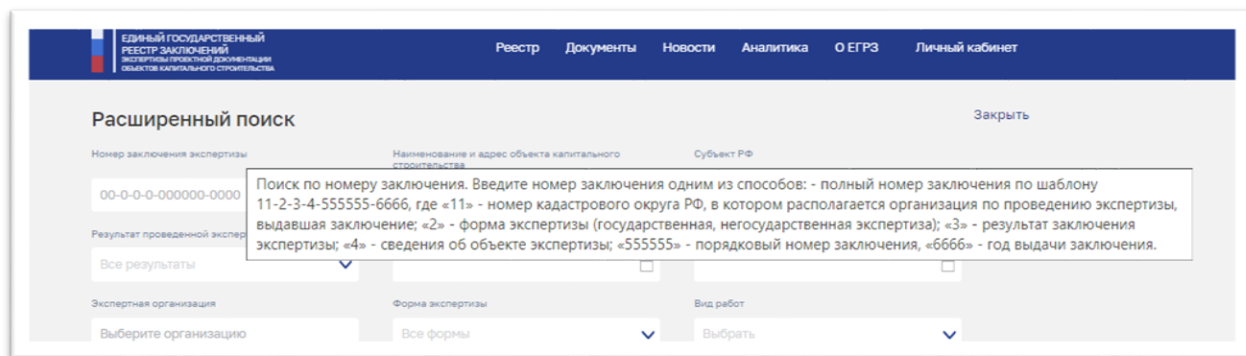 ЕДИНЫЙ ГОСУДАРСТВЕННЫЙ
РЕЕСТР ЗАКЛЮЧЕНИЙ
ЭКСПЕРТИЗЫ ПРОЕКТНОЙ ДОКУМЕНТАЦИИ
ОБЪЕКТОВ КАПИТАЛЬНОГО СТРОИТЕЛЬСТВА
Реестр Документы Новости Аналитика О ЕГРЗ Личный кабинет
Расширенный поиск
Закрыть
Номер заключения экспертизы
Наименование и адрес объекта капитального
строительства
Субъект РФ
00-0-0-0-000000-0000
Поиск по номеру заключения. Введите номер заключения одним из способов: - полный номер заключения по шаблону
11-2-3-4-555555-6666, где «11» - номер кадастрового округа РФ, в котором располагается организация по проведению экспертизы,
выдавшая заключение; «2» - форма экспертизы (государственная, негосударственная экспертиза); «3» - результат заключения
экспертизы; «4» - сведения об объекте экспертизы; «555555» - порядковый номер заключения, «6666» - год выдачи заключения.
Результат проведенной экспер
Все результаты
Экспертная организация
Форма экспертизы
Вид работ
Выберите организацию
Все формы
Выбрать